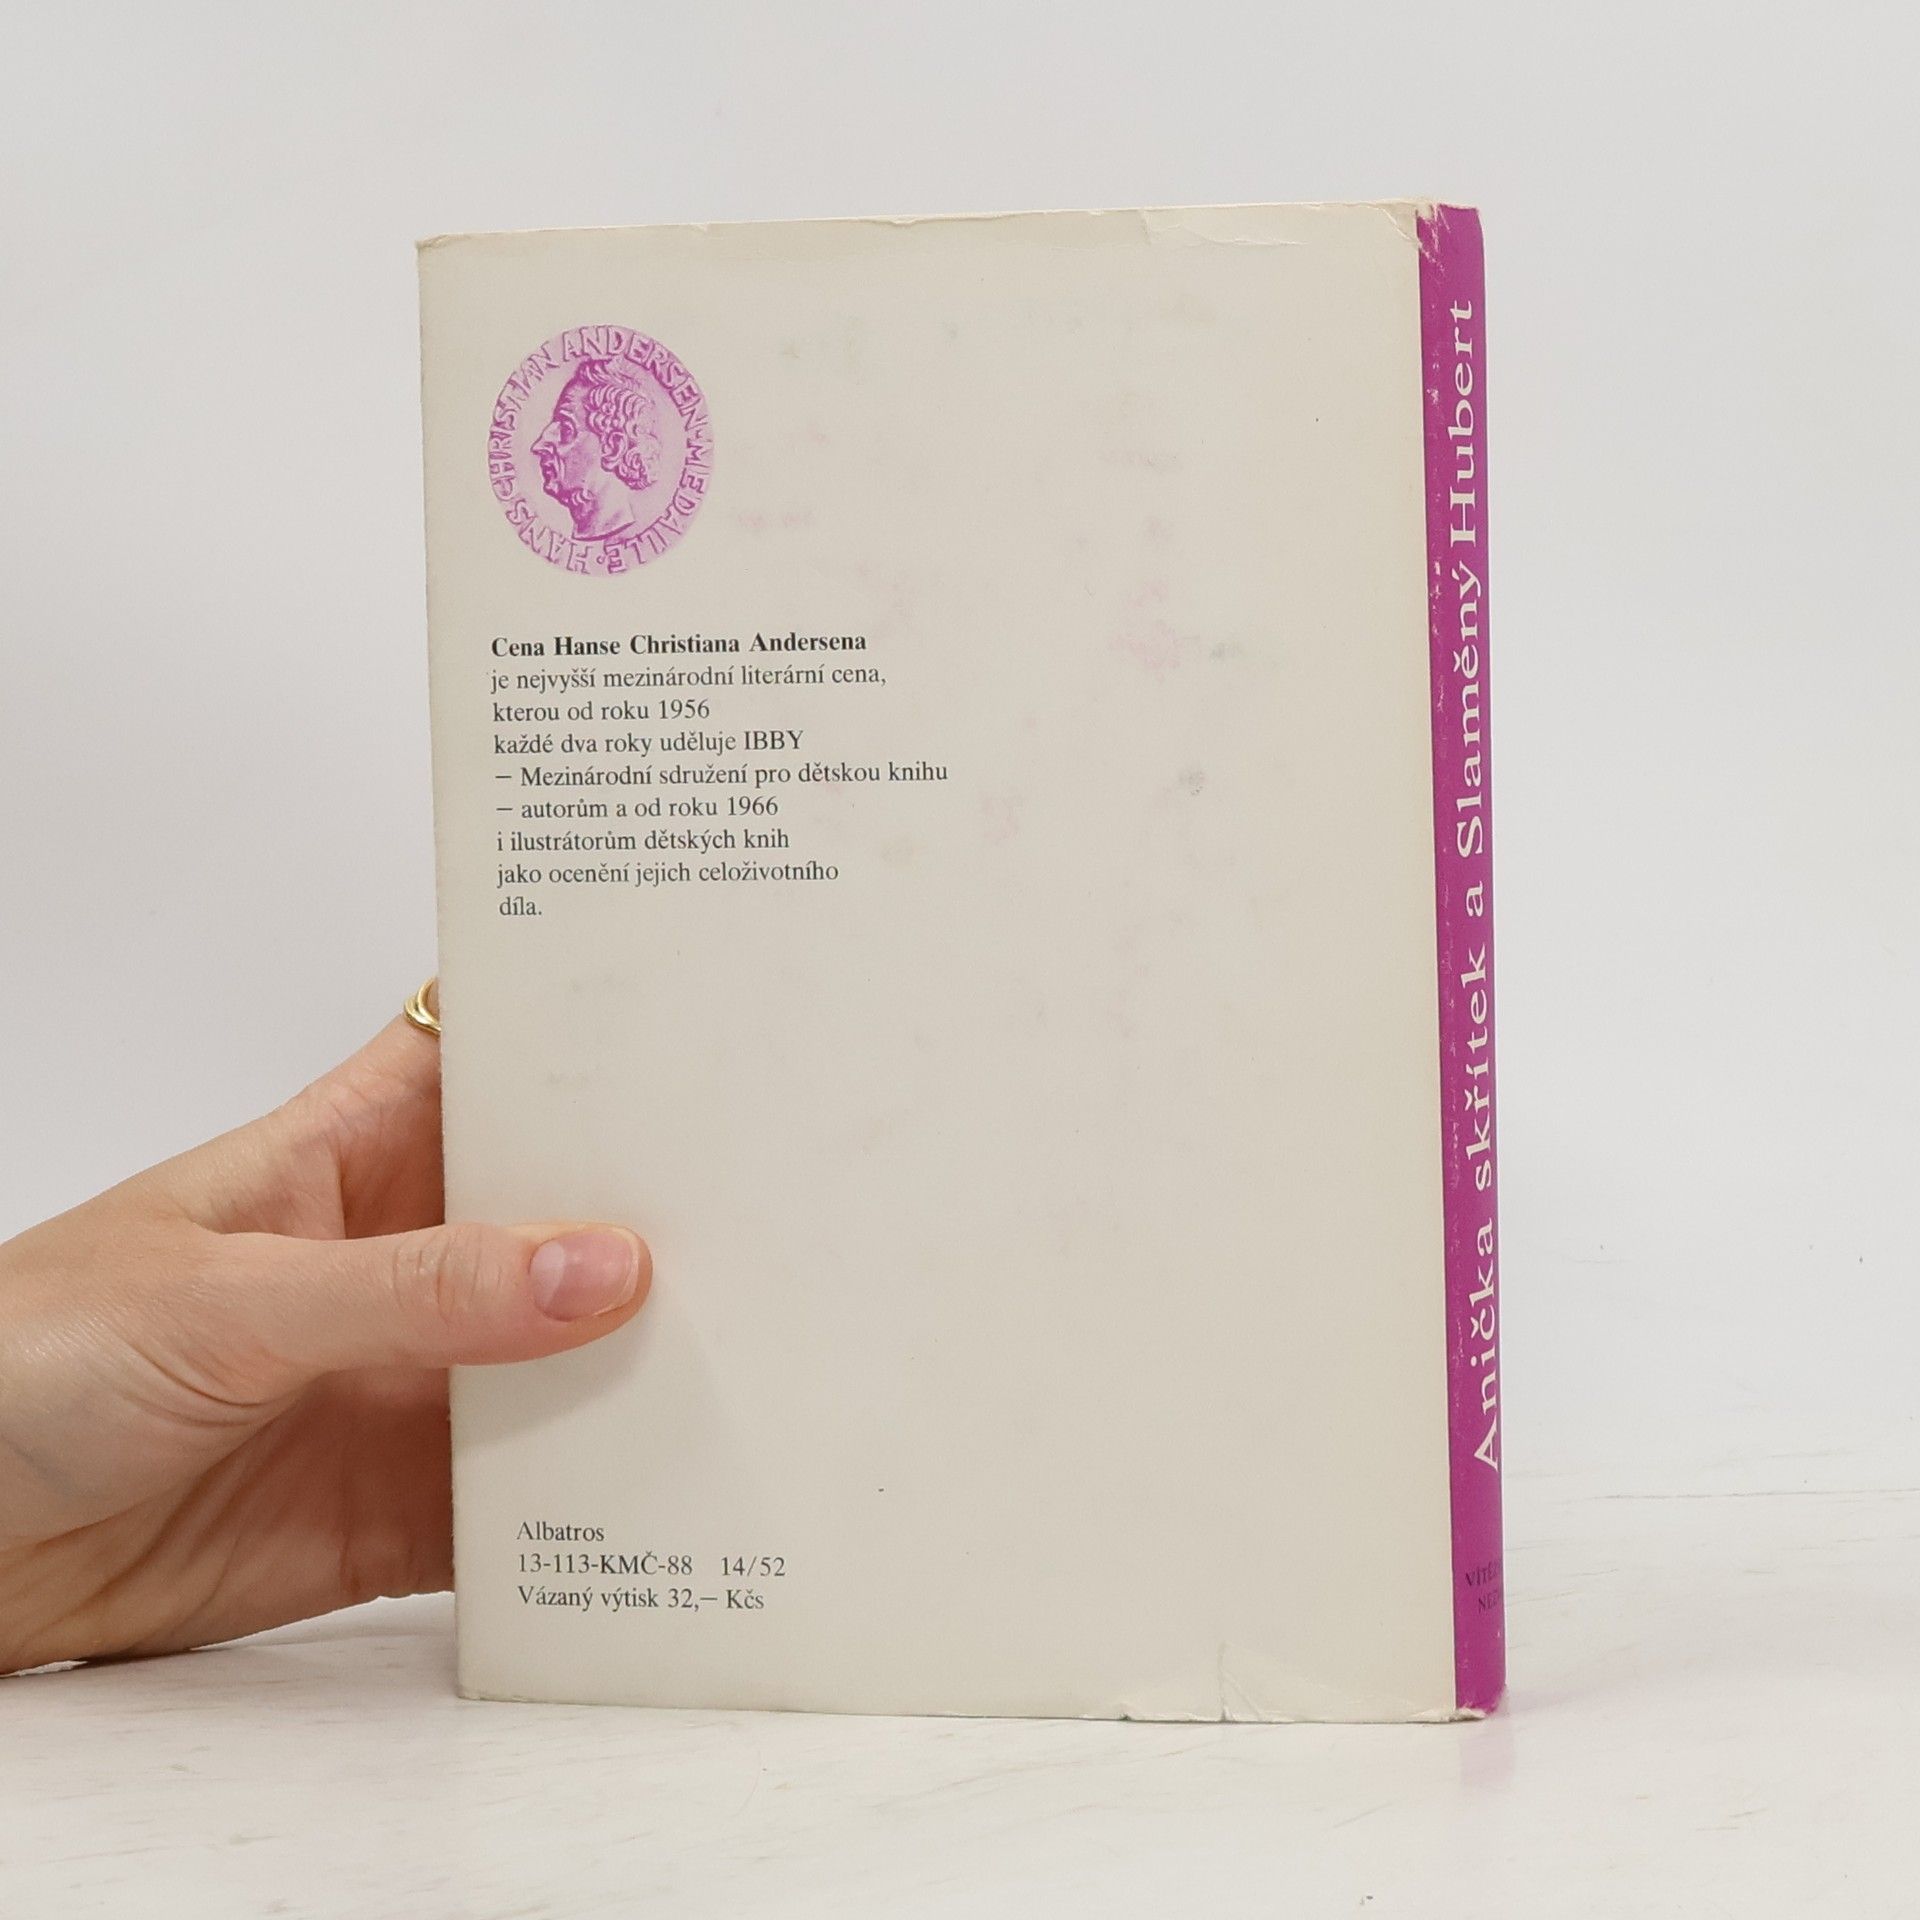 HANS CHRISTIAN ANDERSEN-MEDAILLE·
Cena Hanse Christiana Andersena
je nejvyšší mezinárodní literární cena,
kterou od roku 1956
každé dva roky uděluje IBBY
– Mezinárodní sdružení pro dětskou knihu
– autorům a od roku 1966
i ilustrátorům dětských knih
jako ocenění jejich celoživotního
díla.
Albatros
13-113-KMČ-88 14/52
Vázaný výtisk 32,– Kčs
Anička skřítek a Slaměný Hubert